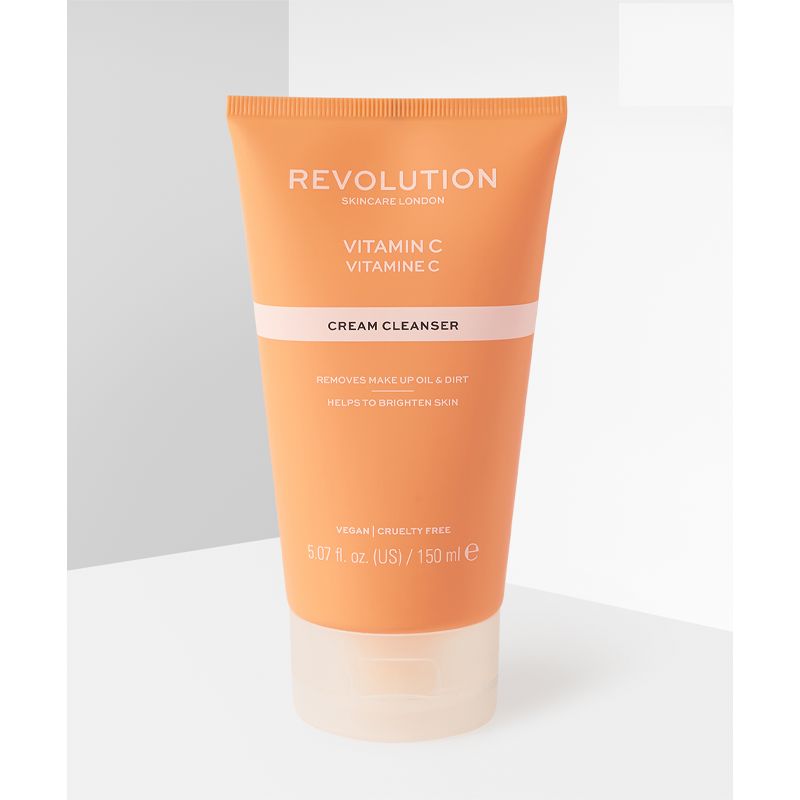 REVOLUTION
SKINCARE LONDON
VITAMIN C
VITAMINE C
CREAM CLEANSER
REMOVES MAKE UP OIL & DIRT
HELPS TO BRIGHTEN SKIN
VEGAN | CRUELTY FREE
5.07 fl. oz. (US) / 150 ml ℮